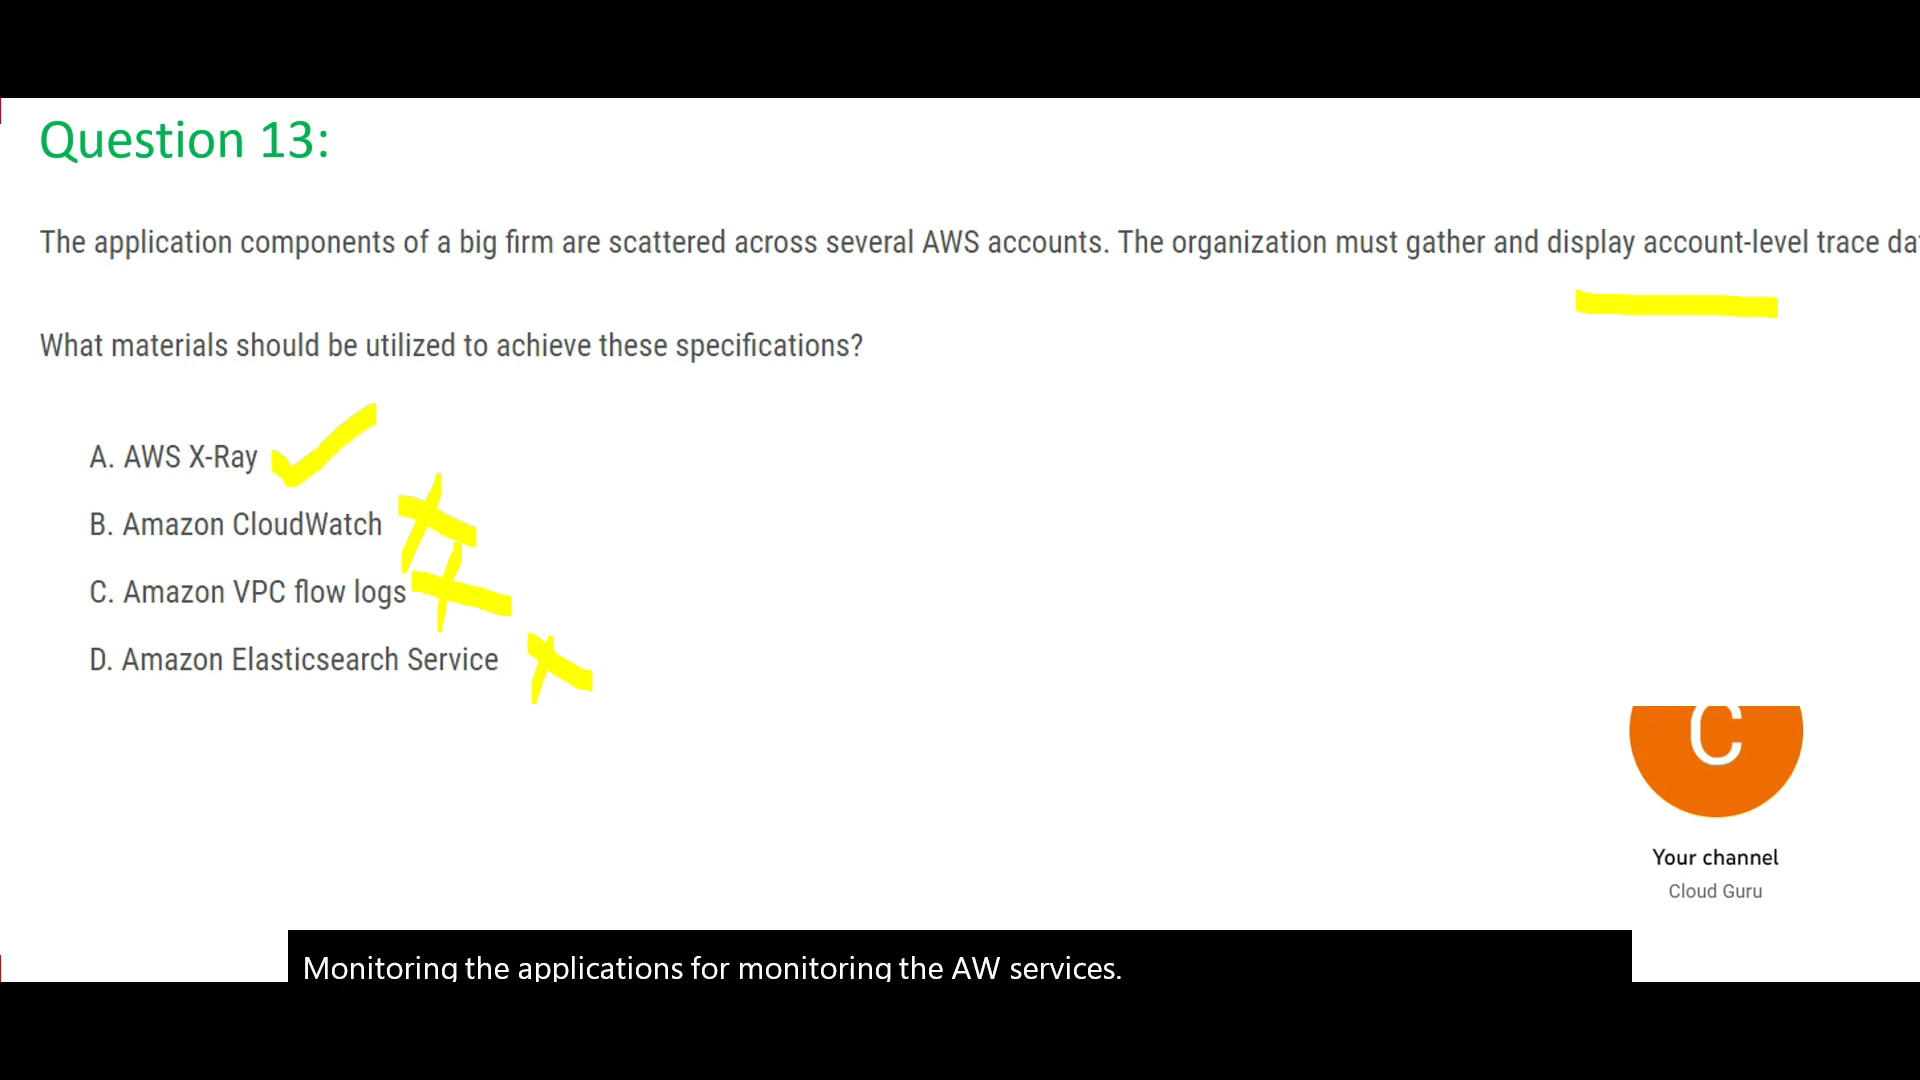 Question 13:
The application components of a big firm are scattered across several AWS accounts. The organization must gather and display account-level trace da
What materials should be utilized to achieve these specifications?
A. AWS X-Ray
B. Amazon CloudWatch
C. Amazon VPC flow logs
D. Amazon Elasticsearch Service
C
Your channel
Cloud Guru
Monitoring the applications for monitoring the AW services.